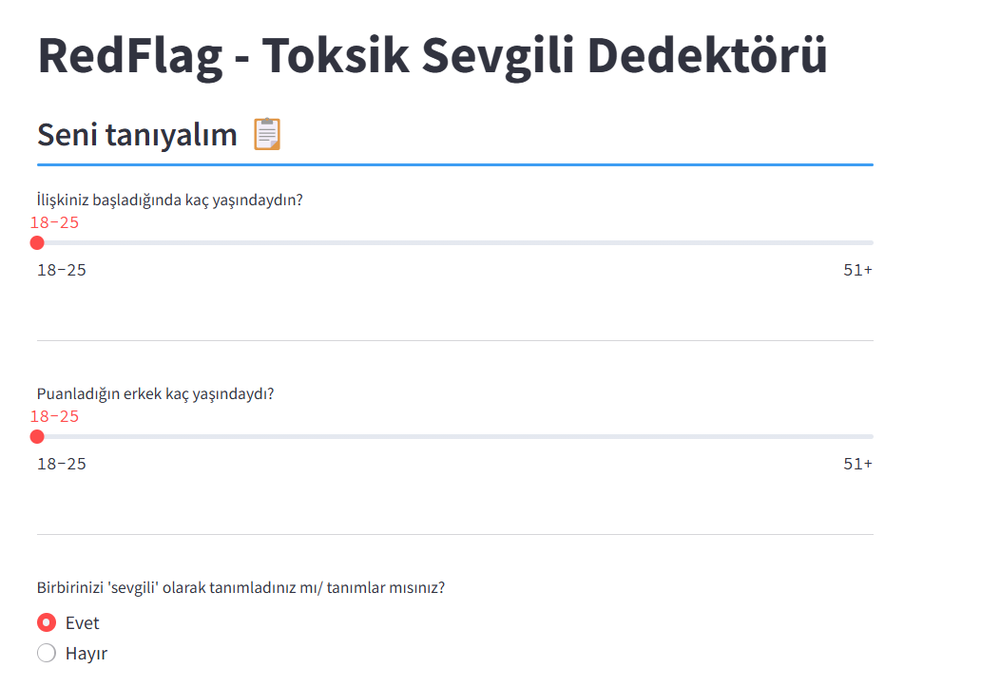 RedFlag - Toksik Sevgili Dedektörü
Seni tanıyalım
İlişkiniz başladığında kaç yaşındaydın?
18-25
18-25 51+
Puanladığın erkek kaç yaşındaydı?
18-25
18-25 51+
Birbirinizi 'sevgili' olarak tanımladınız mı/ tanımlar mısınız?
Evet
Hayır